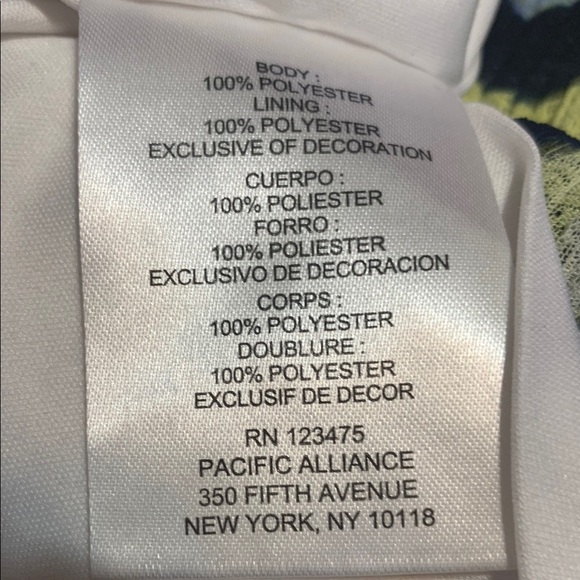 BODY :
100% POLYESTER
LINING :
100% POLYESTER
EXCLUSIVE OF DECORATION
CUERPO :
100% POLIESTER
FORRO :
100% POLIESTER
EXCLUSIVO DE DECORACION
CORPS :
100% POLYESTER
DOUBLURE :
100% POLYESTER
EXCLUSIF DE DECOR
RN 123475
PACIFIC ALLIANCE
350 FIFTH AVENUE
NEW YORK, NY 10118